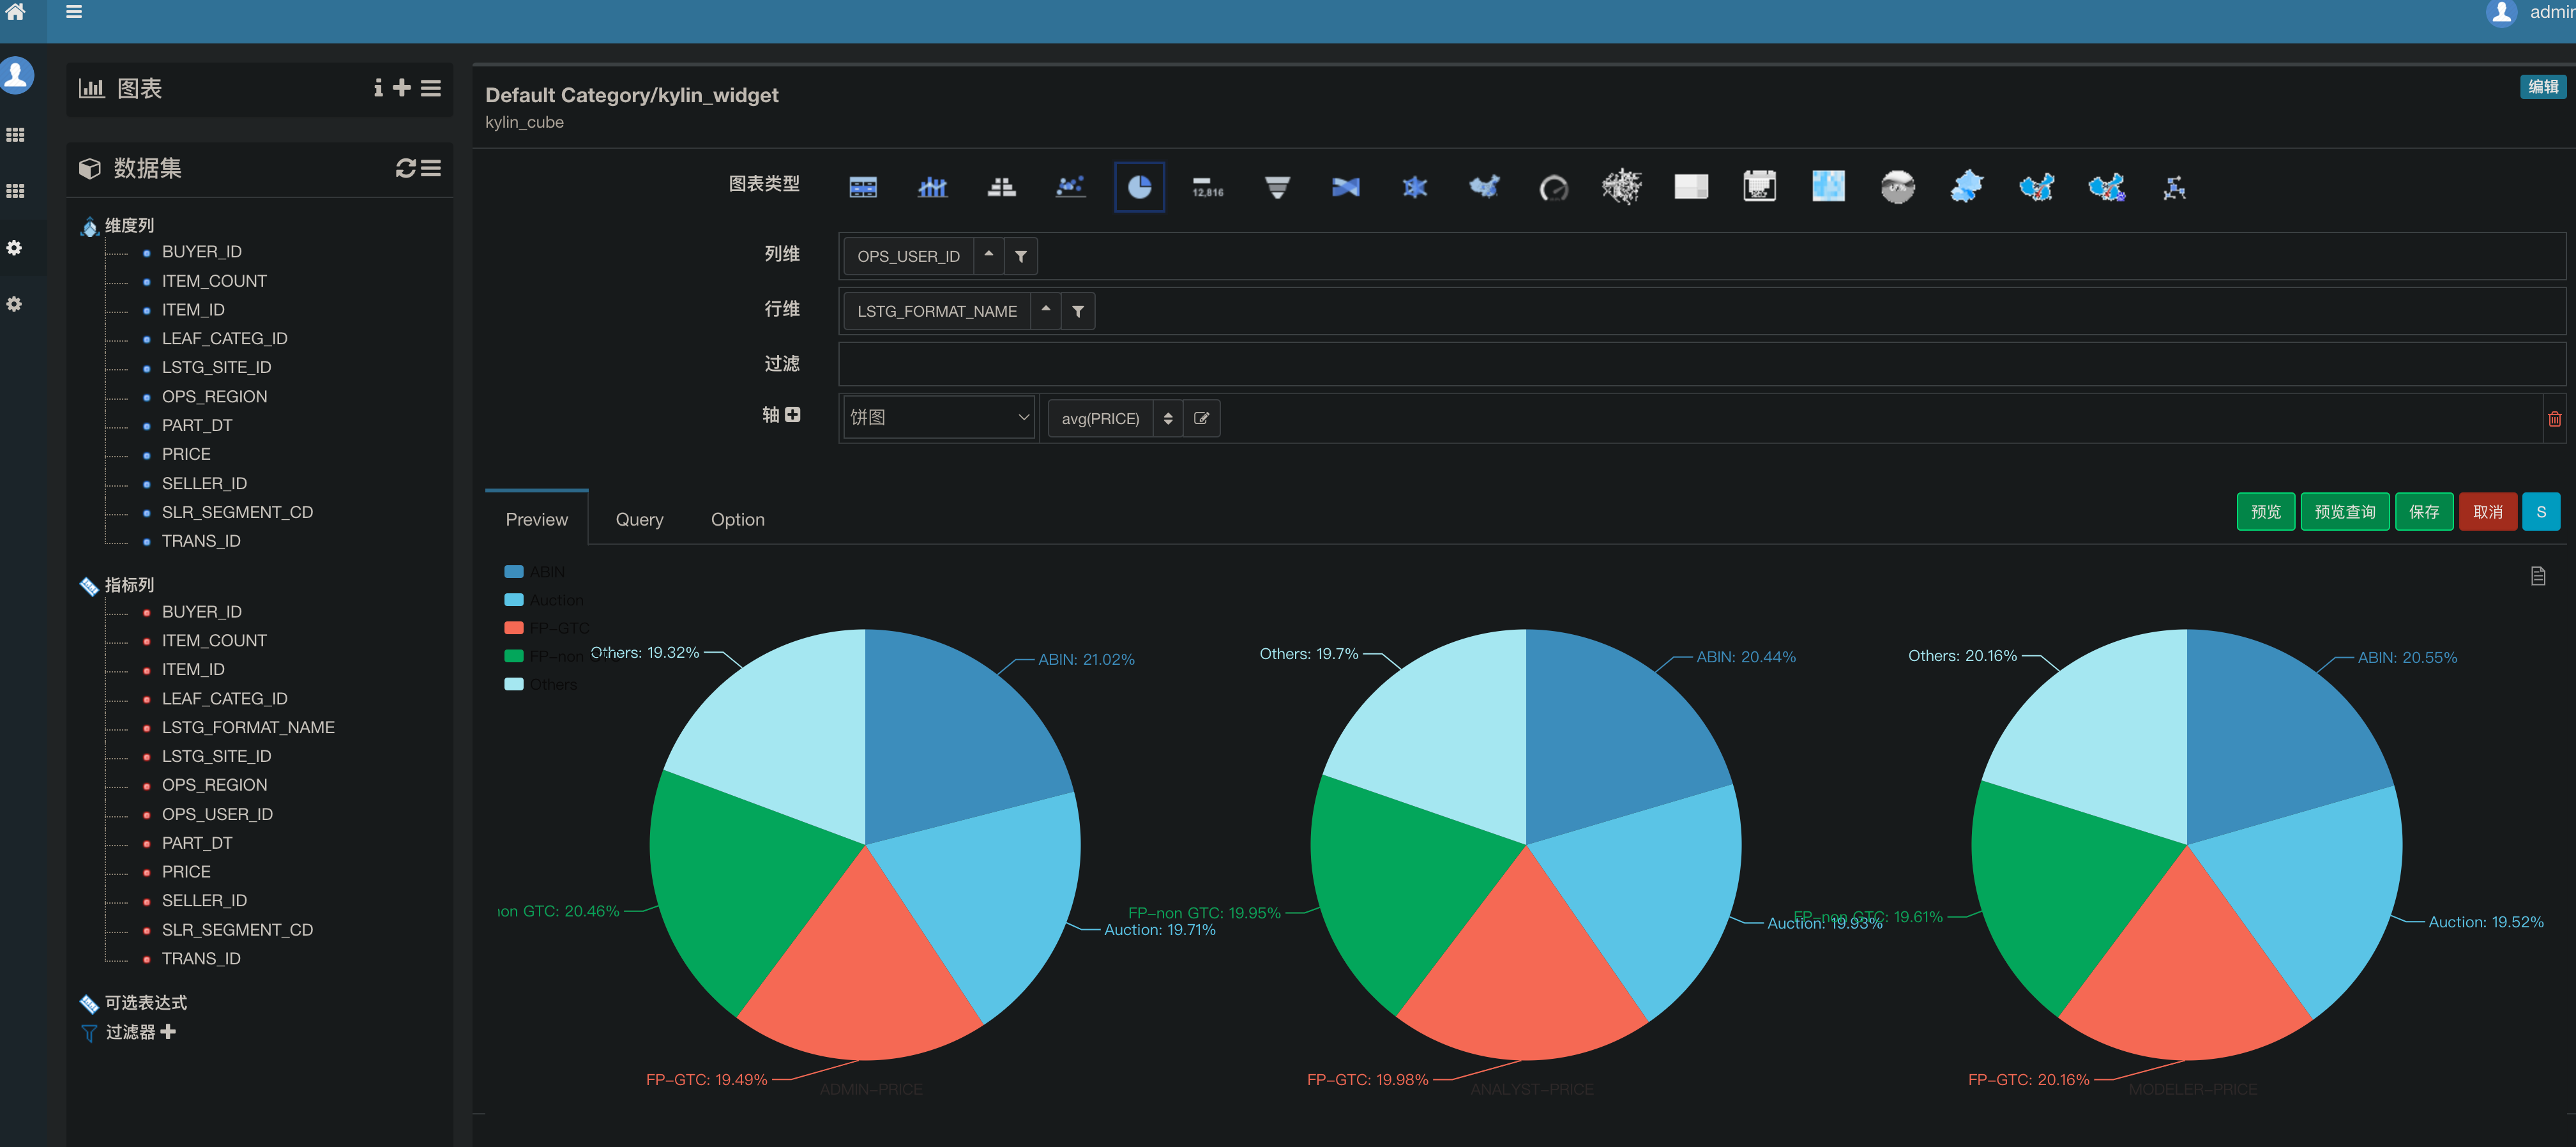 admin
图表
数据集
维度列
BUYER_ID
ITEM_COUNT
ITEM_ID
LEAF_CATEG_ID
LSTG_SITE_ID
OPS_REGION
PART_DT
PRICE
SELLER_ID
SLR_SEGMENT_CD
TRANS_ID
指标列
BUYER_ID
ITEM_COUNT
ITEM_ID
LEAF_CATEG_ID
LSTG_FORMAT_NAME
LSTG_SITE_ID
OPS_REGION
OPS_USER_ID
PART_DT
PRICE
SELLER_ID
SLR_SEGMENT_CD
TRANS_ID
可选表达式
过滤器
Default Category/kylin_widget
编辑
kylin_cube
图表类型
12,816
列维 OPS_USER_ID
行维 LSTG_FORMAT_NAME
过滤
轴 饼图 avg(PRICE)
Preview Query Option
预览 预览查询 保存 取消 S
ABIN
Auction
FP-GTC
FP-non GTC
Others
Others: 19.32%
ABIN: 21.02%
non GTC: 20.46%
Auction: 19.71%
FP-GTC: 19.49%
ADMIN-PRICE
Others: 19.7%
ABIN: 20.44%
FP-non GTC: 19.95%
Auction: 19.93%
FP-GTC: 19.98%
ANALYST-PRICE
Others: 20.16%
ABIN: 20.55%
FP-non GTC: 19.61%
Auction: 19.52%
FP-GTC: 20.16%
MODELER-PRICE